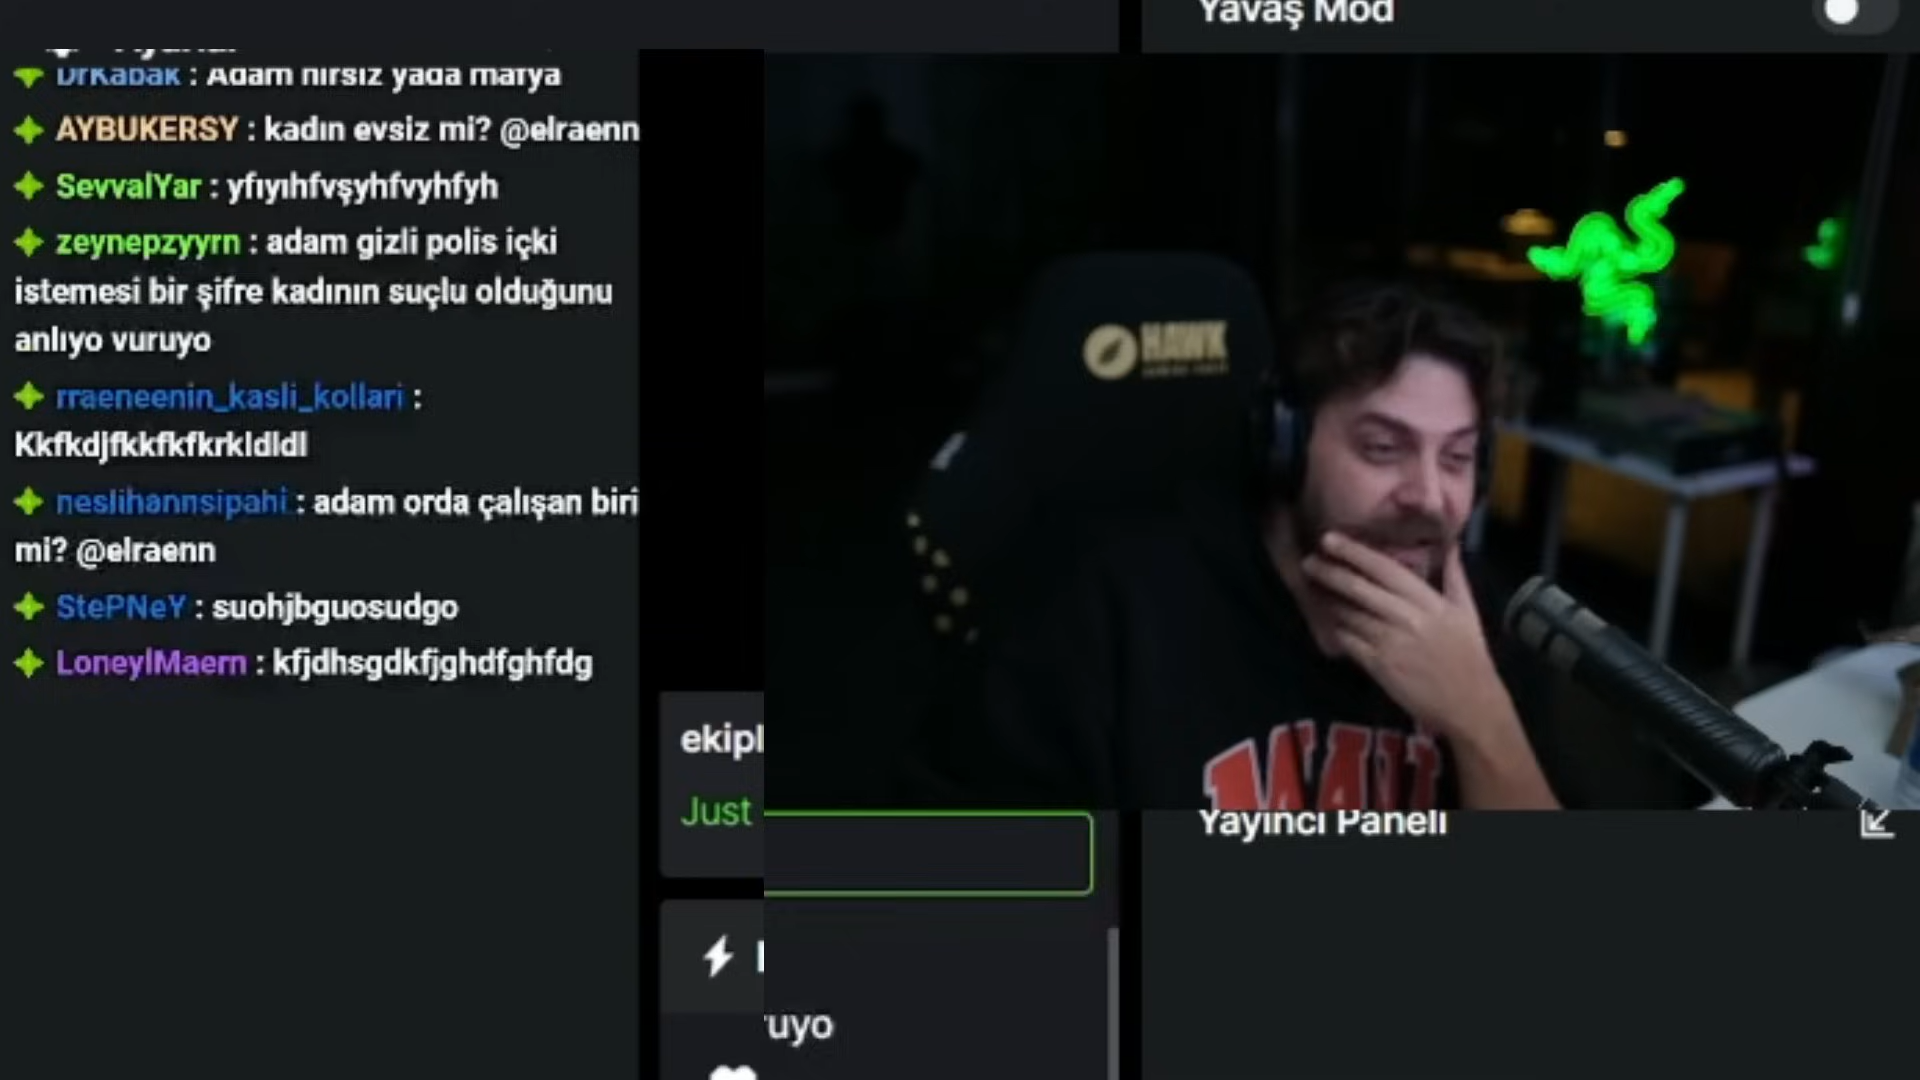 Yavaş Mod
DrKabak : Adam hırsız yada mafya
AYBUKERSY : kadın evsiz mi? @elraenn
SevvalYar : yfıyıhfvşyhfvyhfyh
zeynepzyyrn : adam gizli polis içki
istemesi bir şifre kadının suçlu olduğunu
anlıyo vuruyo
rraeneenin_kasli_kollari :
Kkfkdjfkkfkfkrkldldl
neslihannsipahi : adam orda çalışan biri
mi? @elraenn
StePNeY : suohjbguosudgo
LoneylMaern : kfjdhsgdkfjghdfghfdg
HAWK
ekipl
Just
Yayıncı Paneli
ruyo